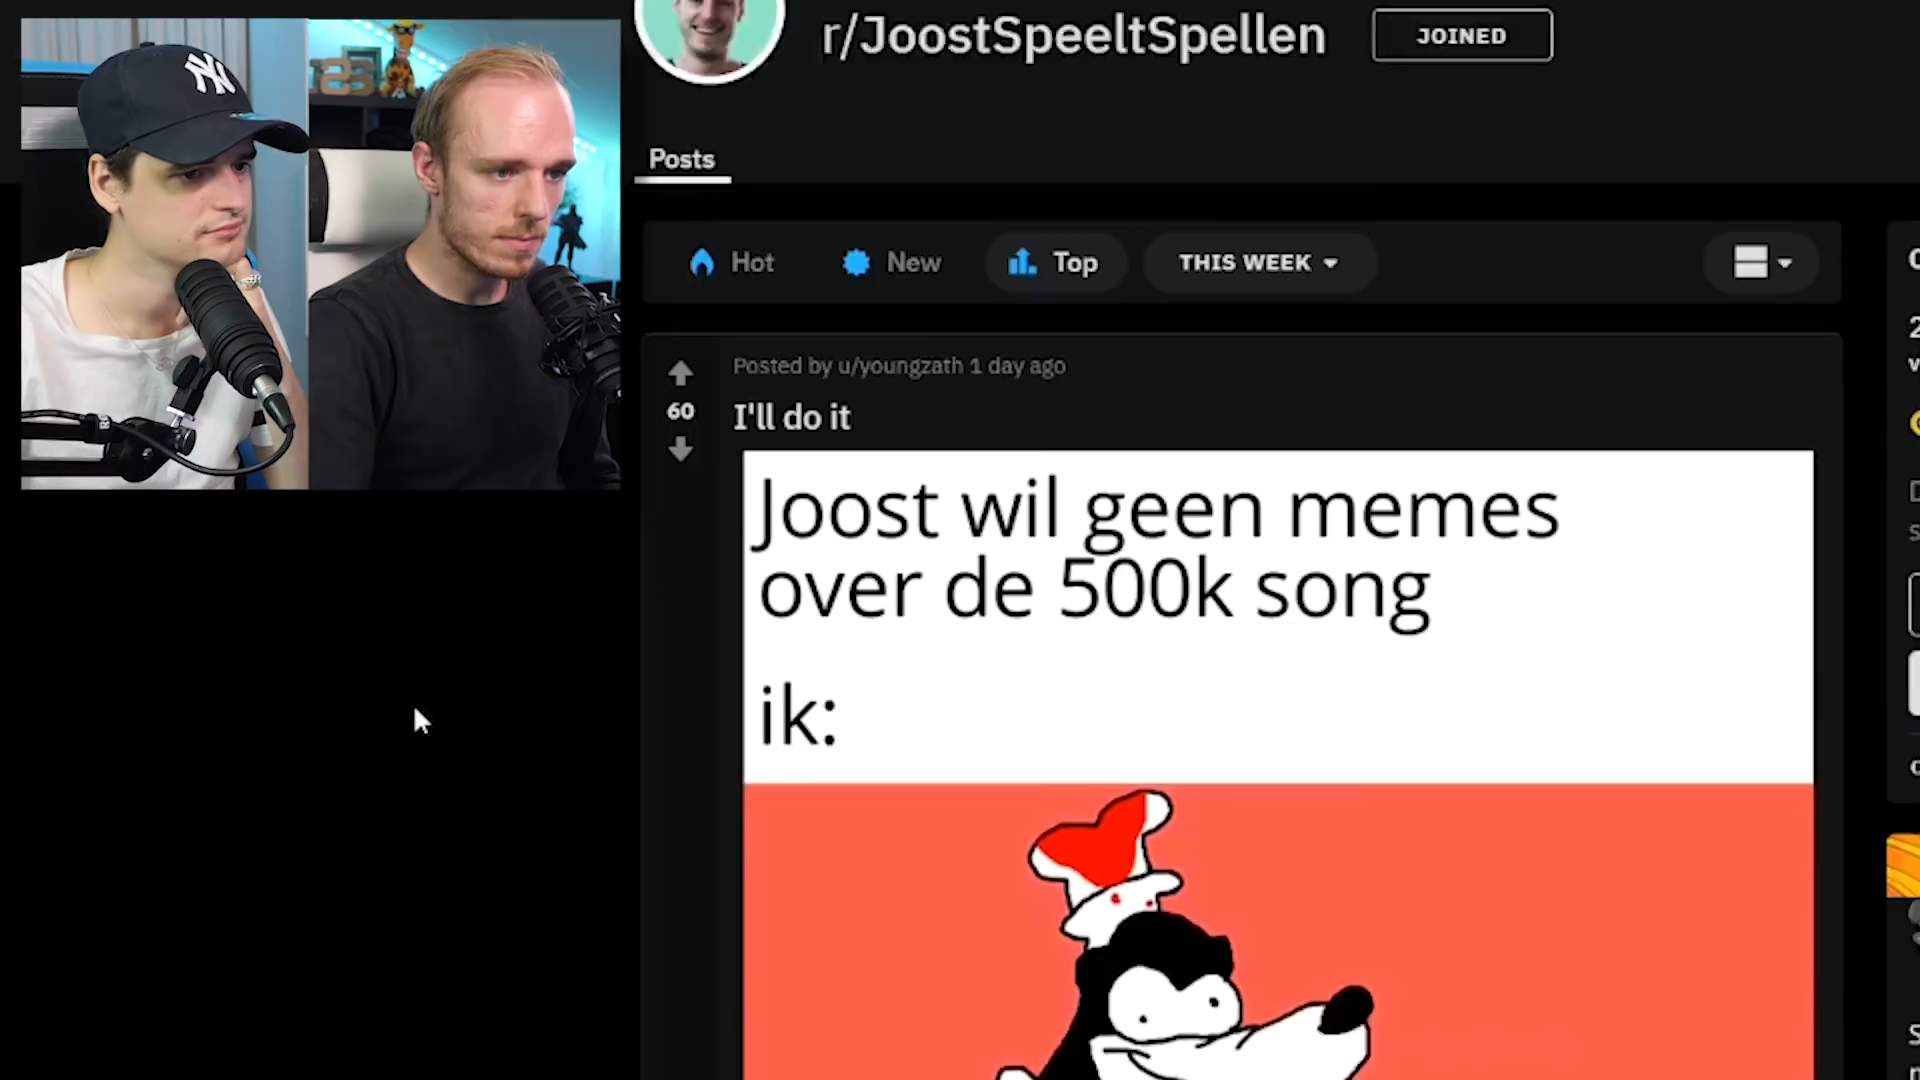 r/JoostSpeeltSpellen
JOINED
Posts
Hot
New
Top
THIS WEEK
Posted by u/youngzath 1 day ago
60
I'll do it
Joost wil geen memes
over de 500k song
ik:
NY